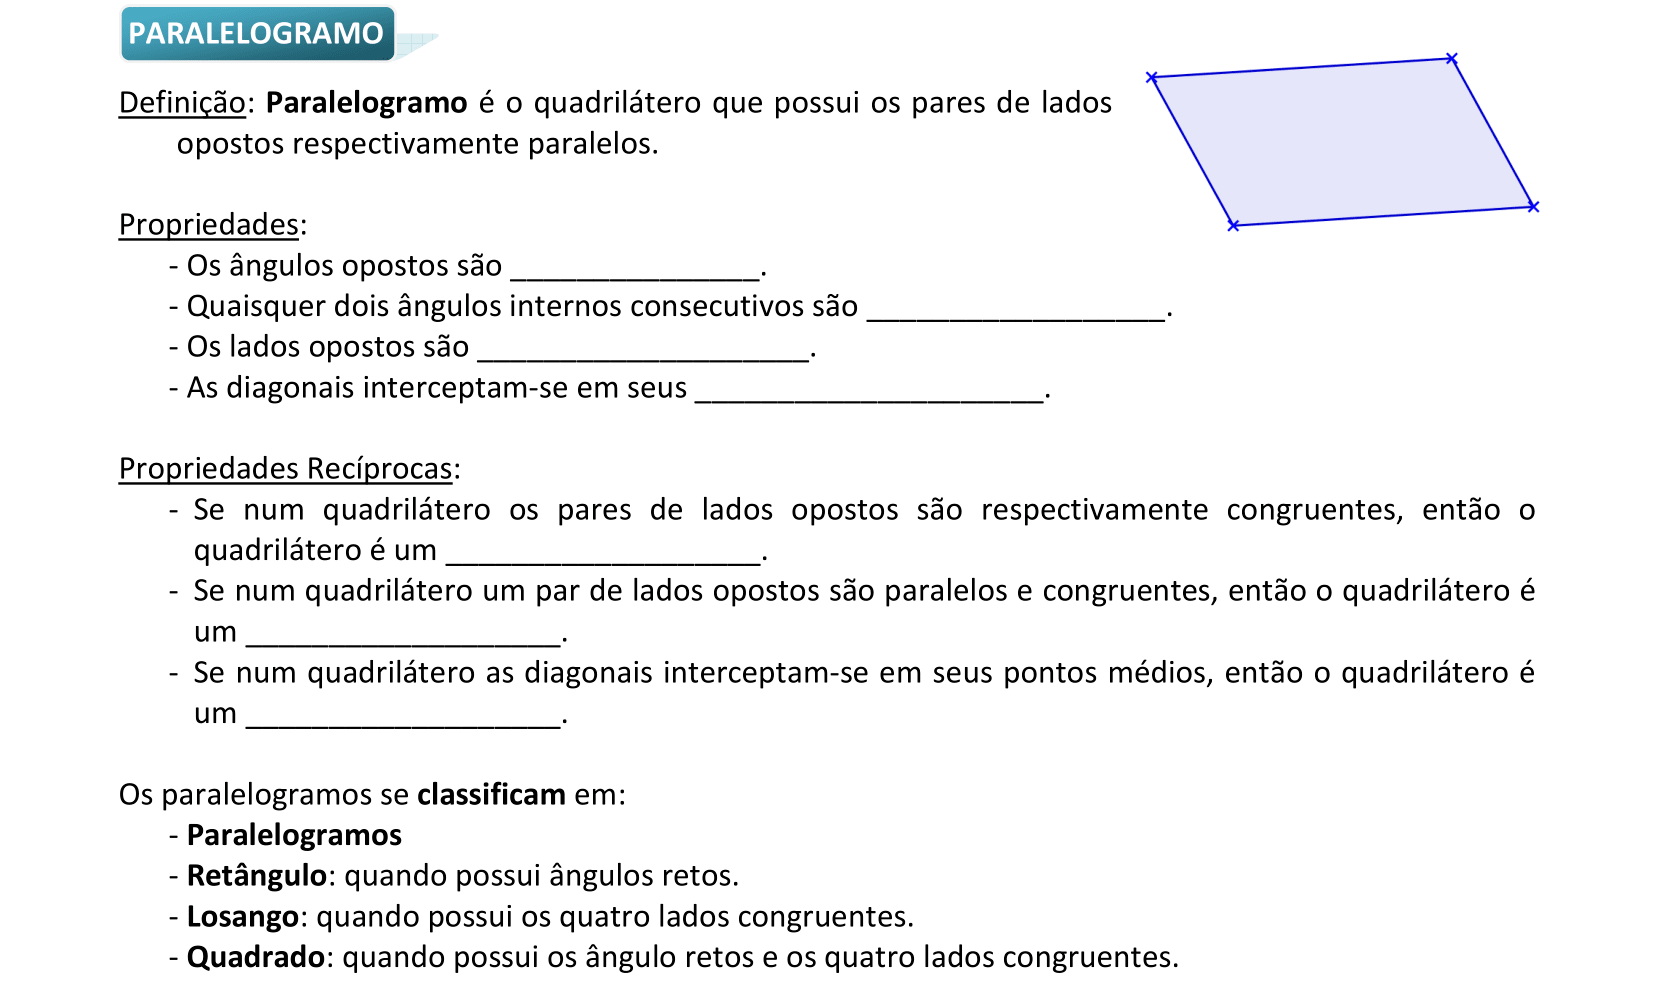 PARALELOGRAMO
Definição: Paralelogramo é o quadrilátero que possui os pares de lados
opostos respectivamente paralelos.
Propriedades:
- Os ângulos opostos são _______________.
- Quaisquer dois ângulos internos consecutivos são __________________.
- Os lados opostos são ____________________.
- As diagonais interceptam-se em seus _____________________.
Propriedades Recíprocas:
- Se num quadrilátero os pares de lados opostos são respectivamente congruentes, então o
quadrilátero é um ___________________.
- Se num quadrilátero um par de lados opostos são paralelos e congruentes, então o quadrilátero é
um ___________________.
- Se num quadrilátero as diagonais interceptam-se em seus pontos médios, então o quadrilátero é
um ___________________.
Os paralelogramos se classificam em:
- Paralelogramos
- Retângulo: quando possui ângulos retos.
- Losango: quando possui os quatro lados congruentes.
- Quadrado: quando possui os ângulo retos e os quatro lados congruentes.